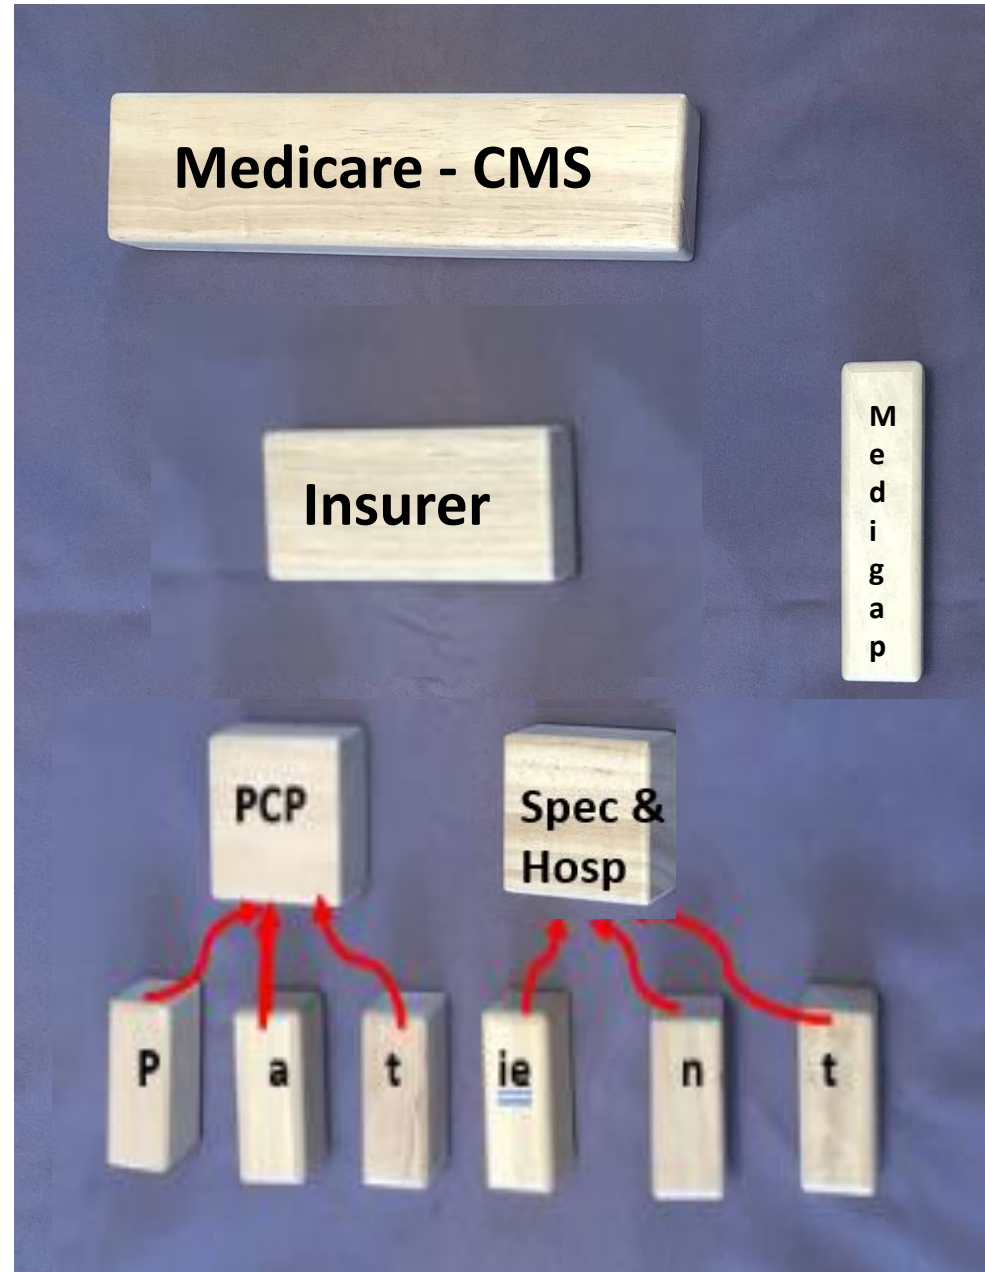 Medicare - CMS
Insurer
M
e
d
i
g
a
p
PCP
Spec &
Hosp
P a t ie n t